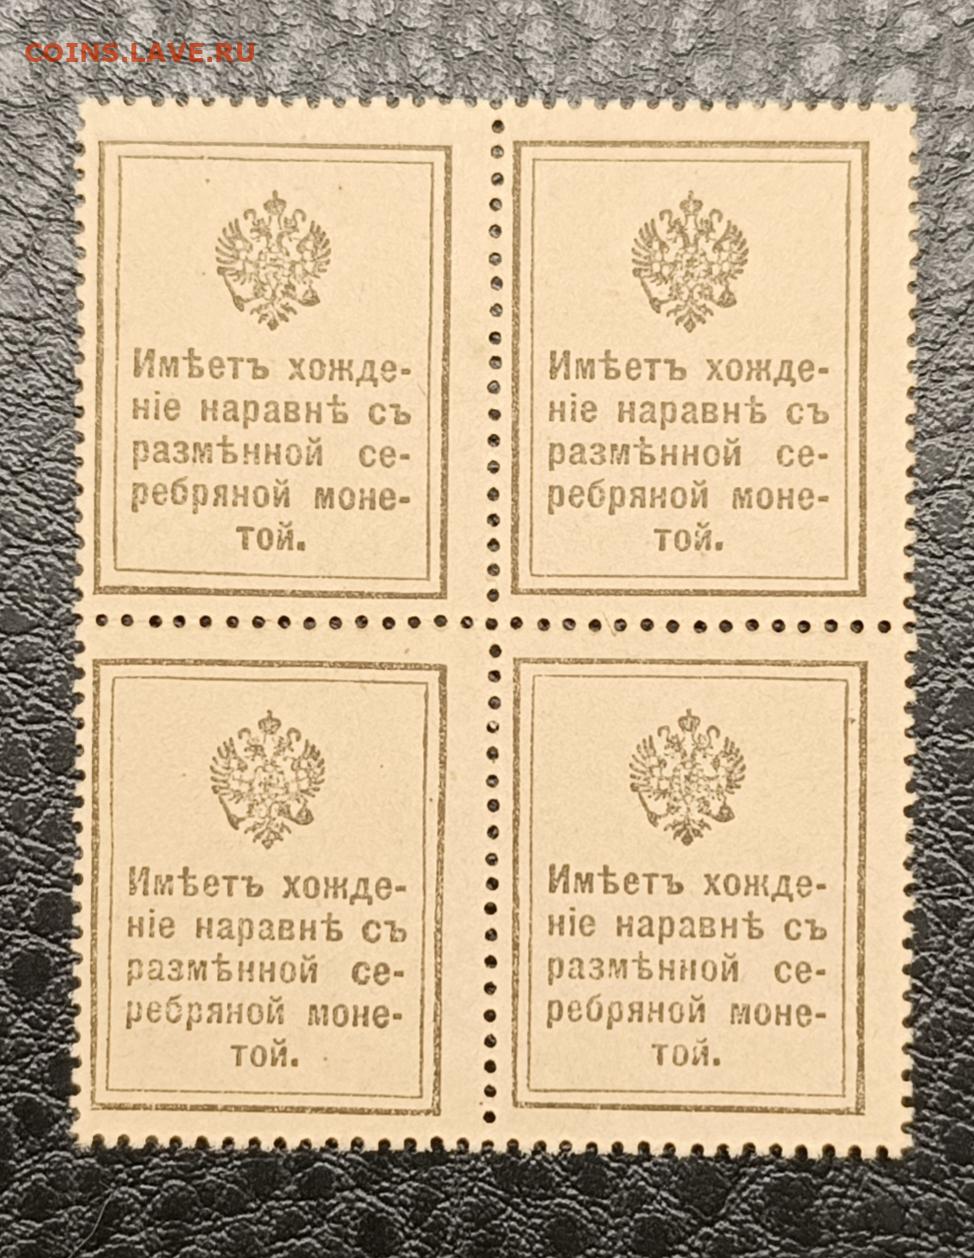 COINS.LAVE.RU
Имѣетъ хожде-
ніе наравнѣ съ
размѣнной се-
ребряной моне-
той.
Имѣетъ хожде-
ніе наравнѣ съ
размѣнной се-
ребряной моне-
той.
Имѣетъ хожде-
ніе наравнѣ съ
размѣнной се-
ребряной моне-
той.
Имѣетъ хожде-
ніе наравнѣ съ
размѣнной се-
ребряной моне-
той.